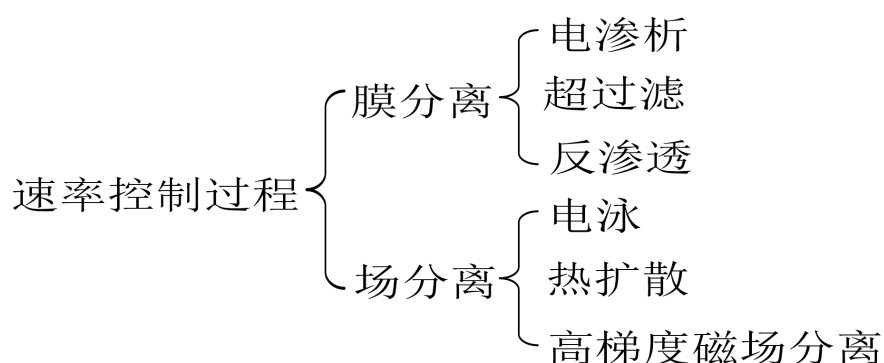 速率控制过程
膜分离
电渗析
超过滤
反渗透
场分离
电泳
热扩散
高梯度磁场分离